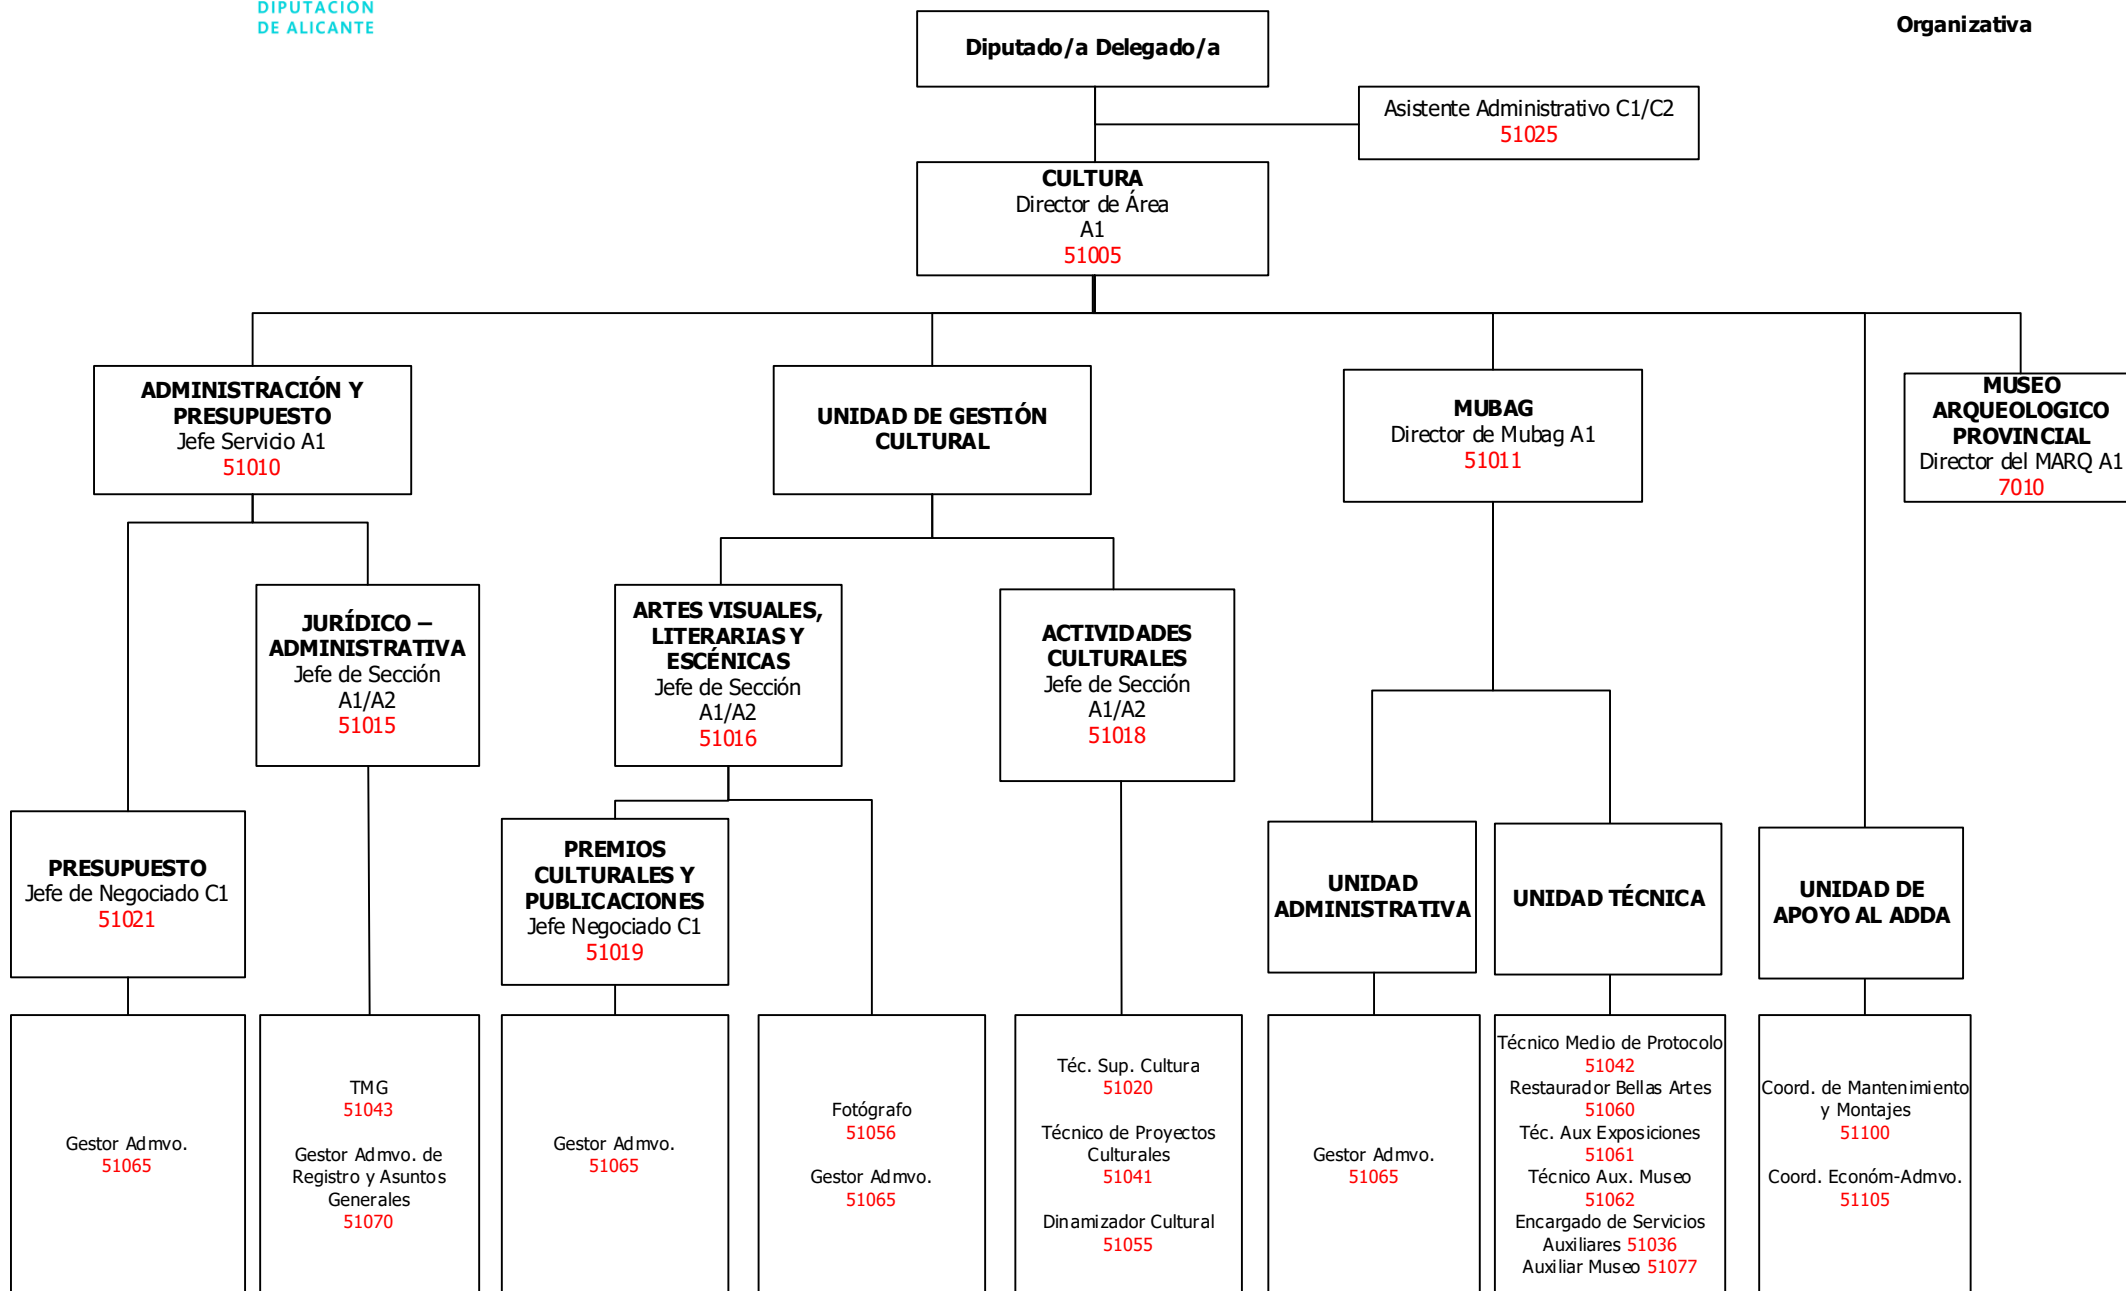 DIPUTACIÓN
DE ALICANTE
Organizativa
Diputado/a Delegado/a
Asistente Administrativo C1/C2
51025
CULTURA
Director de Área
A1
51005
ADMINISTRACIÓN Y
PRESUPUESTO
Jefe Servicio A1
51010
UNIDAD DE GESTIÓN
CULTURAL
MUBAG
Director de Mubag A1
51011
MUSEO
ARQUEOLOGICO
PROVINCIAL
Director del MARQ A1
7010
JURÍDICO –
ADMINISTRATIVA
Jefe de Sección
A1/A2
51015
ARTES VISUALES,
LITERARIAS Y
ESCÉNICAS
Jefe de Sección
A1/A2
51016
ACTIVIDADES
CULTURALES
Jefe de Sección
A1/A2
51018
PRESUPUESTO
Jefe de Negociado C1
51021
PREMIOS
CULTURALES Y
PUBLICACIONES
Jefe Negociado C1
51019
UNIDAD
ADMINISTRATIVA
UNIDAD TÉCNICA
UNIDAD DE
APOYO AL ADDA
Gestor Admvo.
51065
TMG
51043
Gestor Admvo. de
Registro y Asuntos
Generales
51070
Gestor Admvo.
51065
Fotógrafo
51056
Gestor Admvo.
51065
Téc. Sup. Cultura
51020
Técnico de Proyectos
Culturales
51041
Dinamizador Cultural
51055
Gestor Admvo.
51065
Técnico Medio de Protocolo
51042
Restaurador Bellas Artes
51060
Téc. Aux Exposiciones
51061
Técnico Aux. Museo
51062
Encargado de Servicios
Auxiliares 51036
Auxiliar Museo 51077
Coord. de Mantenimiento
y Montajes
51100
Coord. Económ-Admvo.
51105